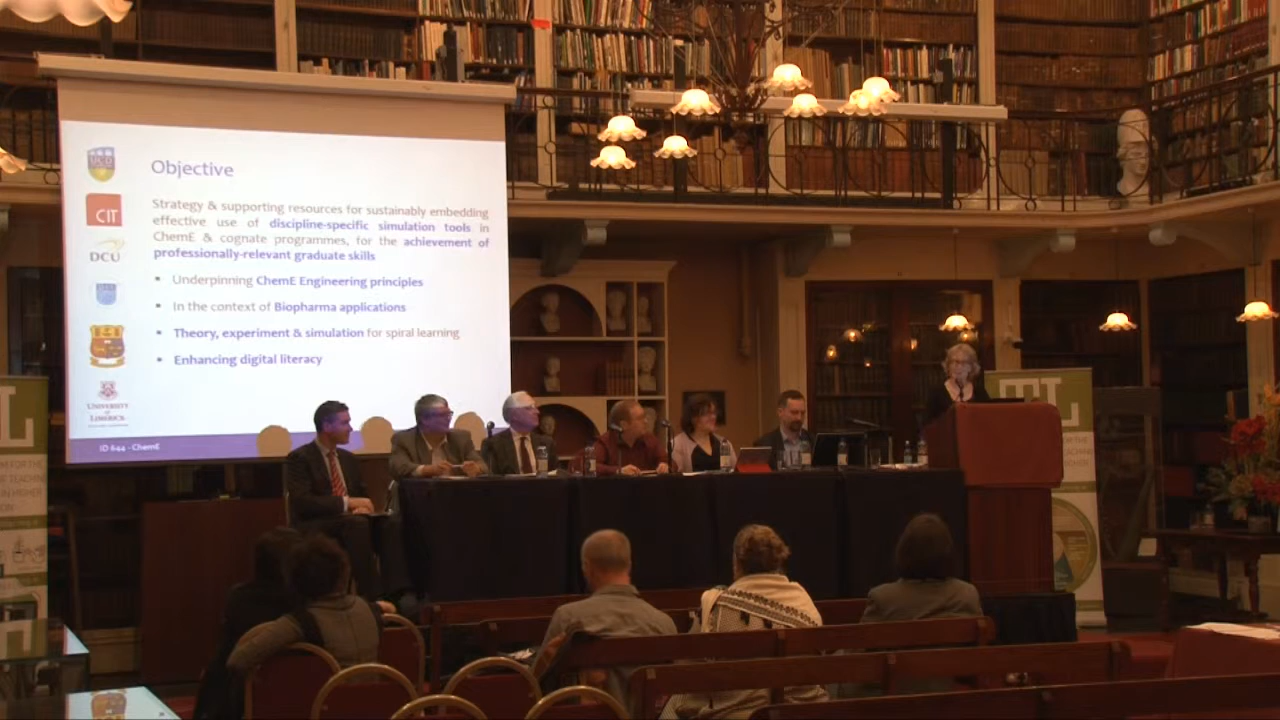 Objective
Strategy & supporting resources for sustainably embedding
effective use of discipline-specific simulation tools in
ChemE & cognate programmes, for the achievement of
professionally-relevant graduate skills
Underpinning ChemE Engineering principles
In the context of Biopharma applications
Theory, experiment & simulation for spiral learning
Enhancing digital literacy
UCD
CIT
DCU
UNIVERSITY
of
LIMERICK
ID 644 - ChemE